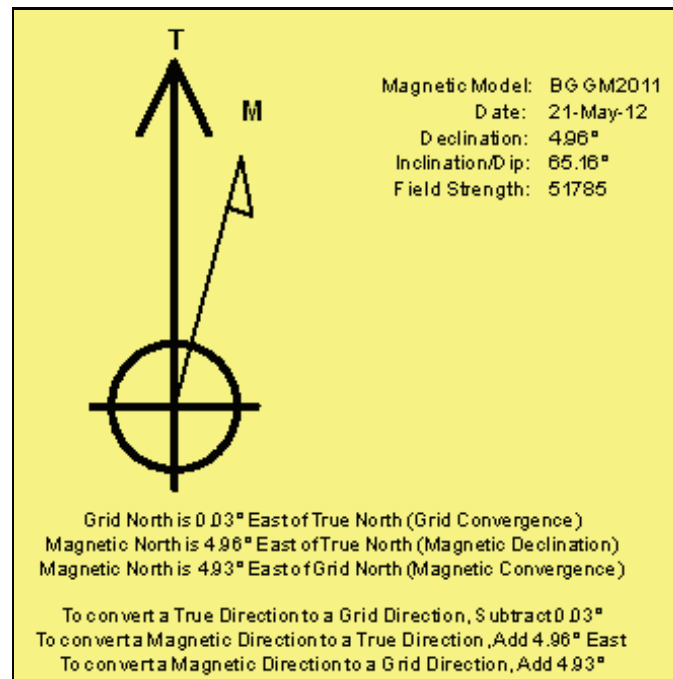 T
M
Magnetic Model: BGGM2011
Date: 21-May-12
Declination: 4.96°
Inclination/Dip: 65.16°
Field Strength: 51785
Grid North is 0.03° East of True North (Grid Convergence)
Magnetic North is 4.96° East of True North (Magnetic Declination)
Magnetic North is 4.93° East of Grid North (Magnetic Convergence)
To convert a True Direction to a Grid Direction, Subtract 0.03°
To convert a Magnetic Direction to a True Direction, Add 4.96° East
To convert a Magnetic Direction to a Grid Direction, Add 4.93°